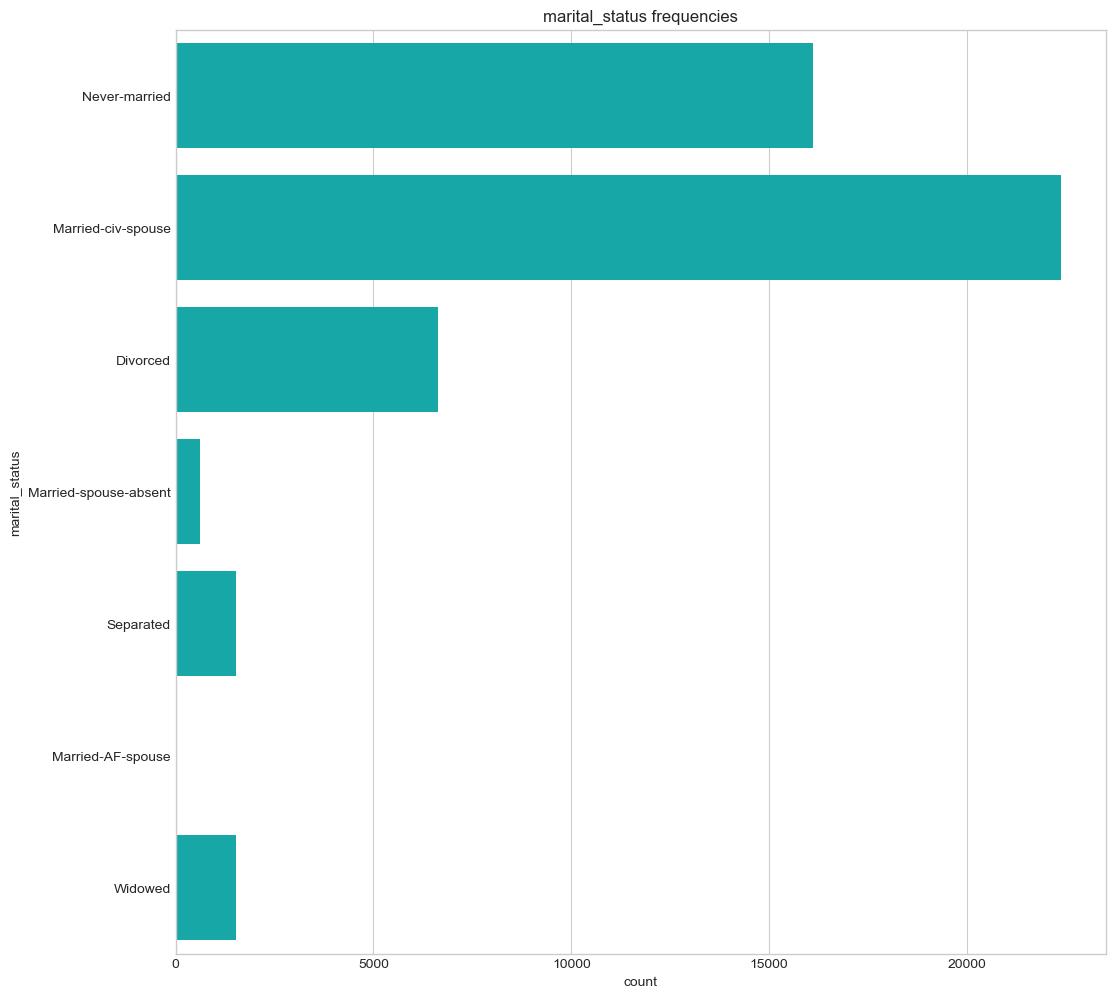 marital_status frequencies
Never-married
Married-civ-spouse
Divorced
Married-spouse-absent
Separated
Married-AF-spouse
Widowed
marital_status
0 5000 10000 15000 20000
count